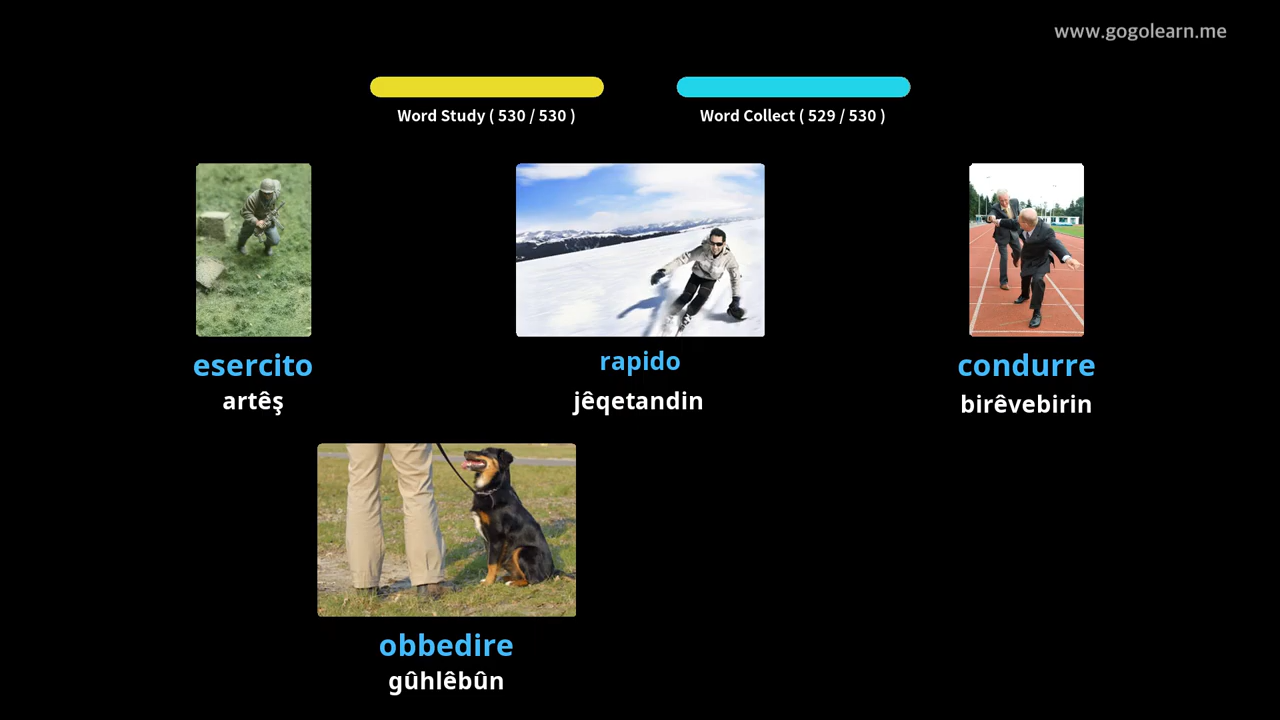 www.gogolearn.me
Word Study ( 530 / 530 )
Word Collect ( 529 / 530 )
esercito
artêş
rapido
jêqetandin
condurre
birêvebirin
obbedire
gûhlêbûn